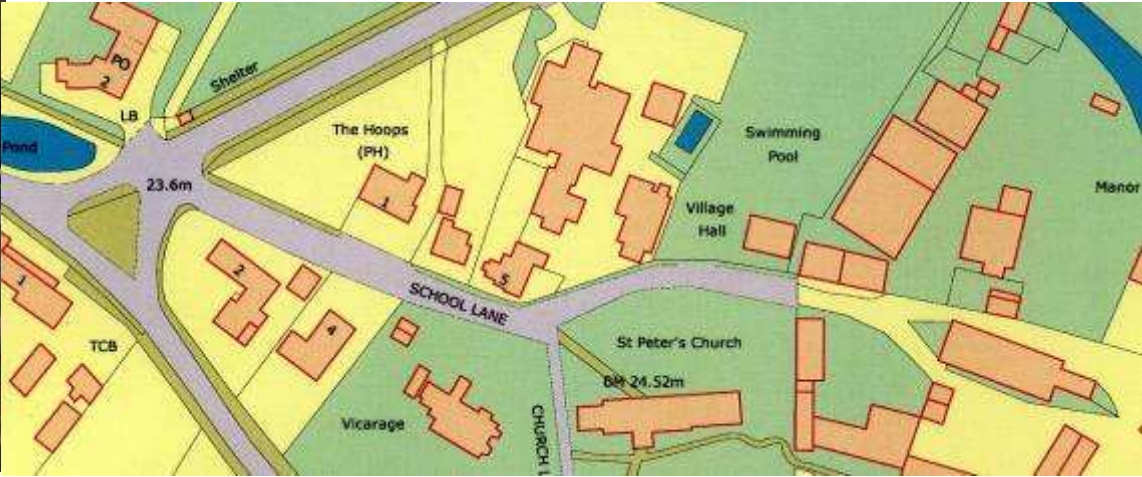 PO
2
Shelter
LB
Pond
The Hoops
(PH)
23.6m
1
Swimming
Pool
Manor
Village
Hall
1
2
5
SCHOOL LANE
4
TCB
St Peter's Church
BM 24.52m
Vicarage
CHURCH L